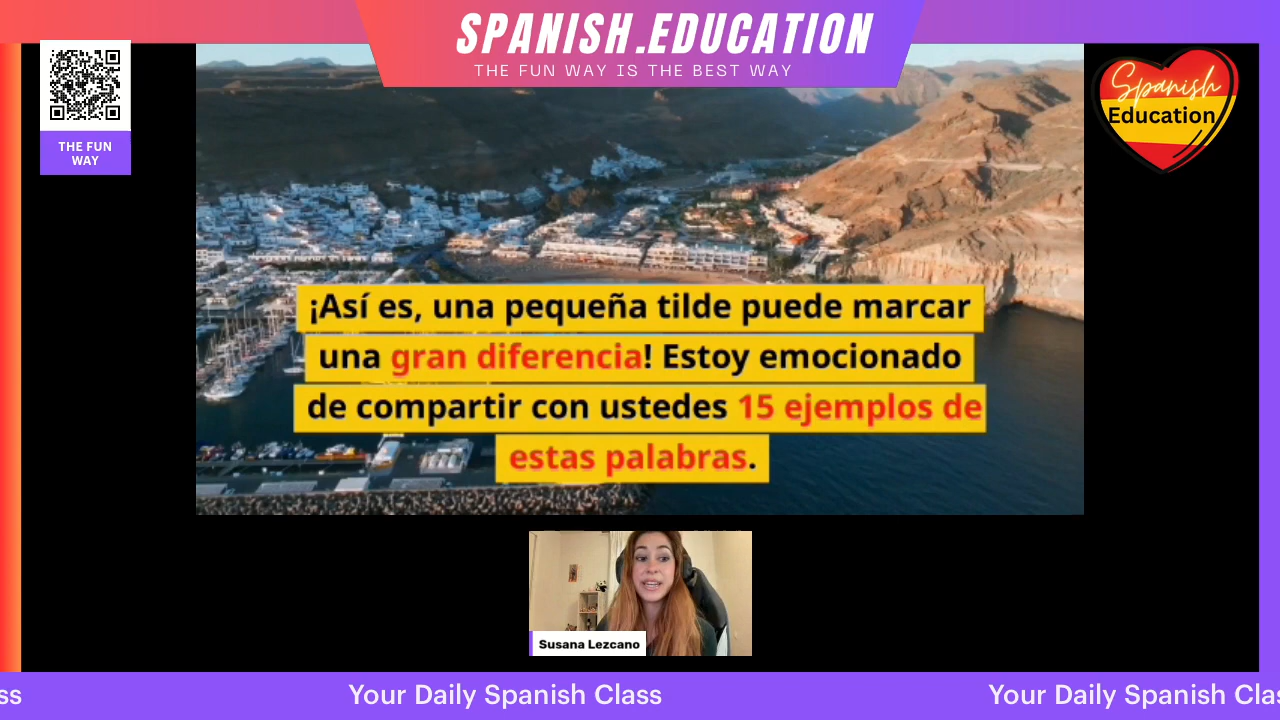 SPANISH.EDUCATION
THE FUN WAY IS THE BEST WAY
THE FUN
WAY
Spanish
Education
¡Así es, una pequeña tilde puede marcar
una gran diferencia! Estoy emocionado
de compartir con ustedes 15 ejemplos de
estas palabras.
Susana Lezcano
ss
Your Daily Spanish Class
Your Daily Spanish Clas